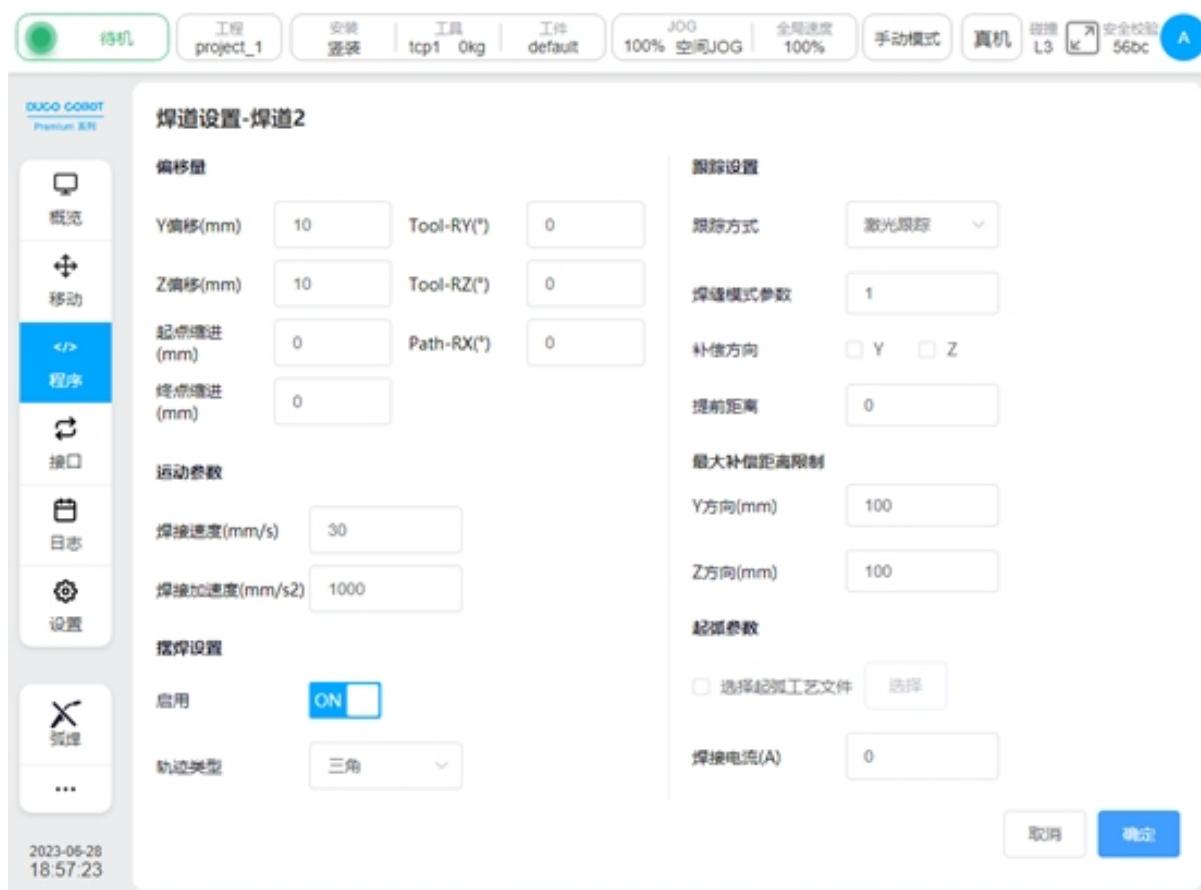 待机
工程
project_1
安装
竖装
工具
tcp1 0kg
工件
default
JOG
100% 空间JOG
全局速度
100%
手动模式
真机
碰撞
L3
安全校验
56bc
A
DUCO COBOT
Premium 系列
概览
移动
</>
程序
接口
日志
设置
弧焊
...
2023-06-28
18:57:23
焊道设置-焊道2
偏移量
Y偏移(mm) 10 Tool-RY(°) 0
Z偏移(mm) 10 Tool-RZ(°) 0
起点缩进
(mm) 0 Path-RX(°) 0
终点缩进
(mm) 0
运动参数
焊接速度(mm/s) 30
焊接加速度(mm/s2) 1000
摆焊设置
启用 ON
轨迹类型 三角
跟踪设置
跟踪方式 激光跟踪
焊缝模式参数 1
补偿方向 Y Z
提前距离 0
最大补偿距离限制
Y方向(mm) 100
Z方向(mm) 100
起弧参数
选择起弧工艺文件 选择
焊接电流(A) 0
取消 确定